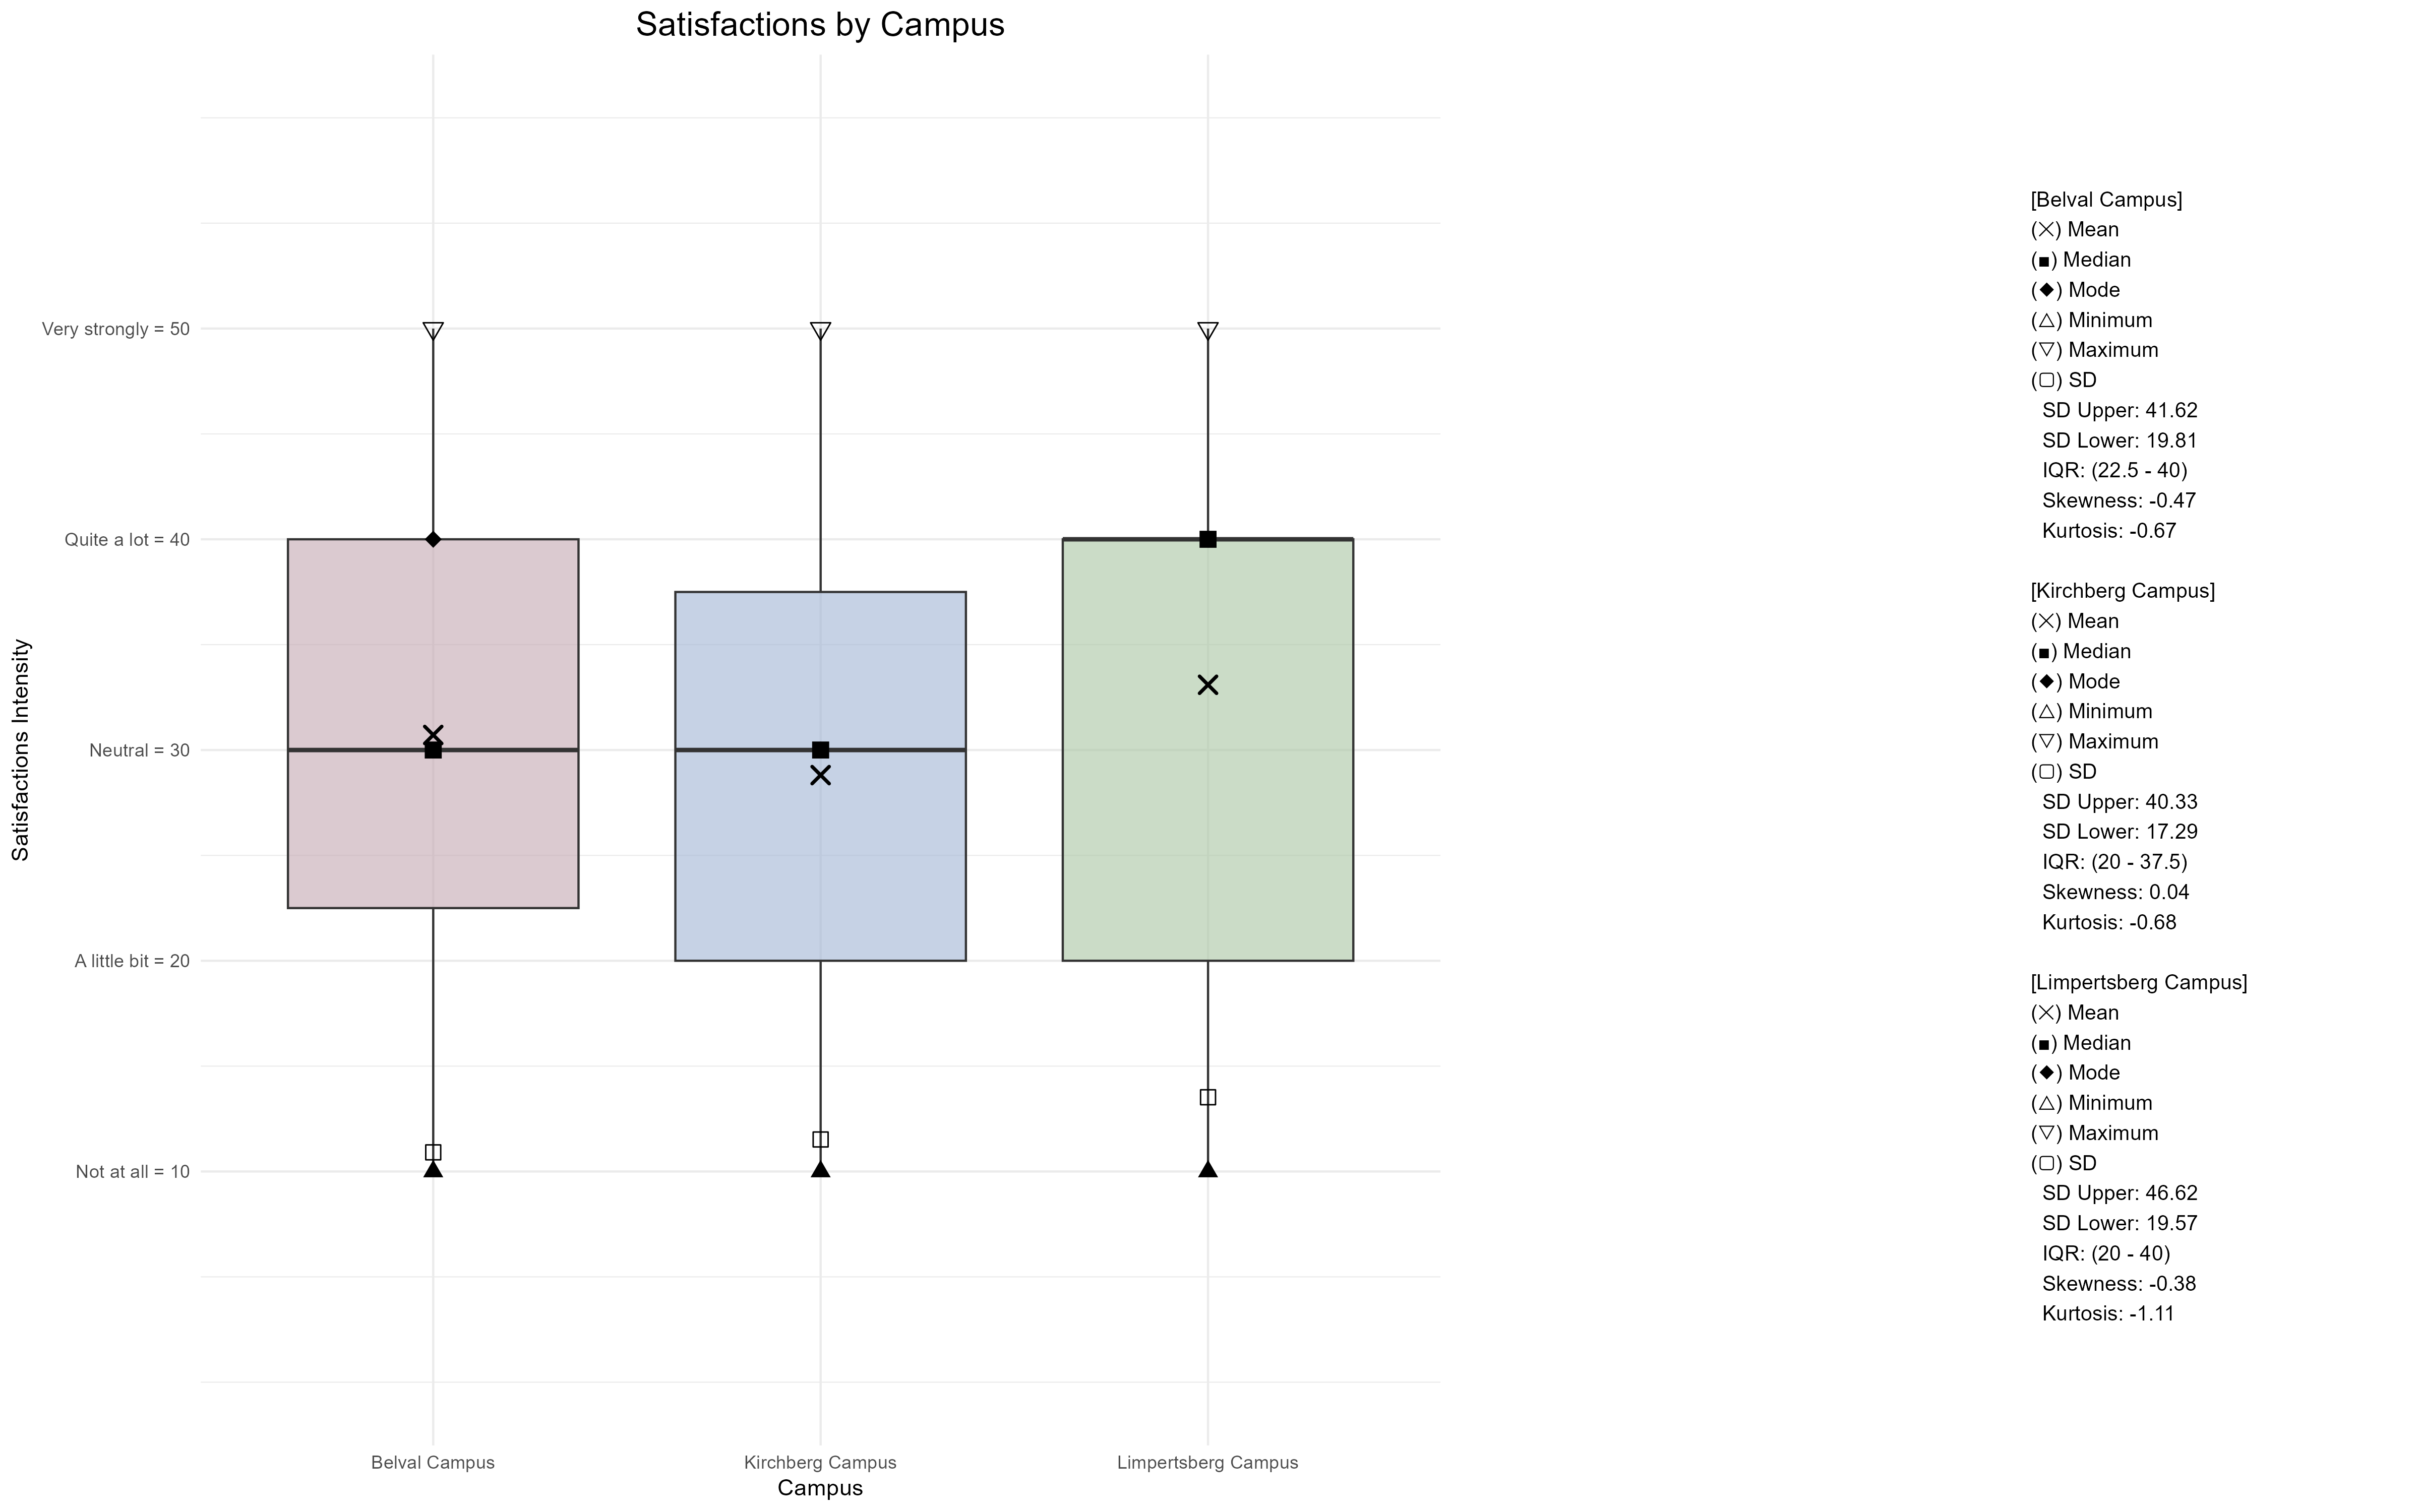 Satisfactions by Campus
Satisfactions Intensity
Very strongly = 50
Quite a lot = 40
Neutral = 30
A little bit = 20
Not at all = 10
Belval Campus
Kirchberg Campus
Limpertsberg Campus
Campus
[Belval Campus]
(×) Mean
(■) Median
(◆) Mode
(△) Minimum
(▽) Maximum
(□) SD
SD Upper: 41.62
SD Lower: 19.81
IQR: (22.5 - 40)
Skewness: -0.47
Kurtosis: -0.67
[Kirchberg Campus]
(×) Mean
(■) Median
(◆) Mode
(△) Minimum
(▽) Maximum
(□) SD
SD Upper: 40.33
SD Lower: 17.29
IQR: (20 - 37.5)
Skewness: 0.04
Kurtosis: -0.68
[Limpertsberg Campus]
(×) Mean
(■) Median
(◆) Mode
(△) Minimum
(▽) Maximum
(□) SD
SD Upper: 46.62
SD Lower: 19.57
IQR: (20 - 40)
Skewness: -0.38
Kurtosis: -1.11